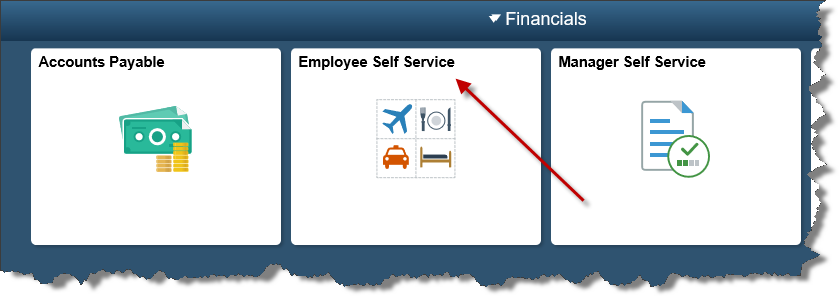 Financials
Accounts Payable
Employee Self Service
Manager Self Service